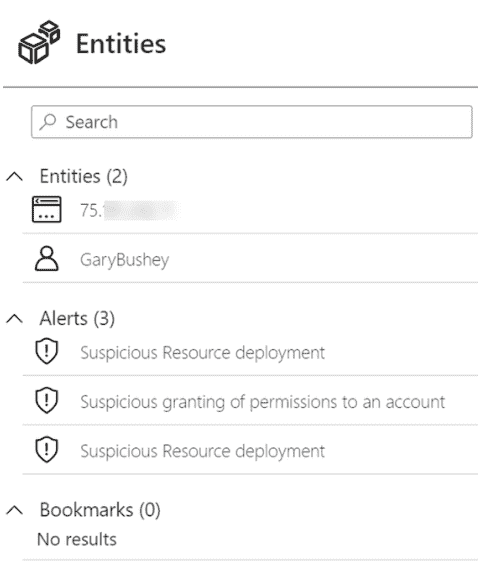 Entities
Search
Entities (2)
75.
GaryBushey
Alerts (3)
Suspicious Resource deployment
Suspicious granting of permissions to an account
Suspicious Resource deployment
Bookmarks (0)
No results